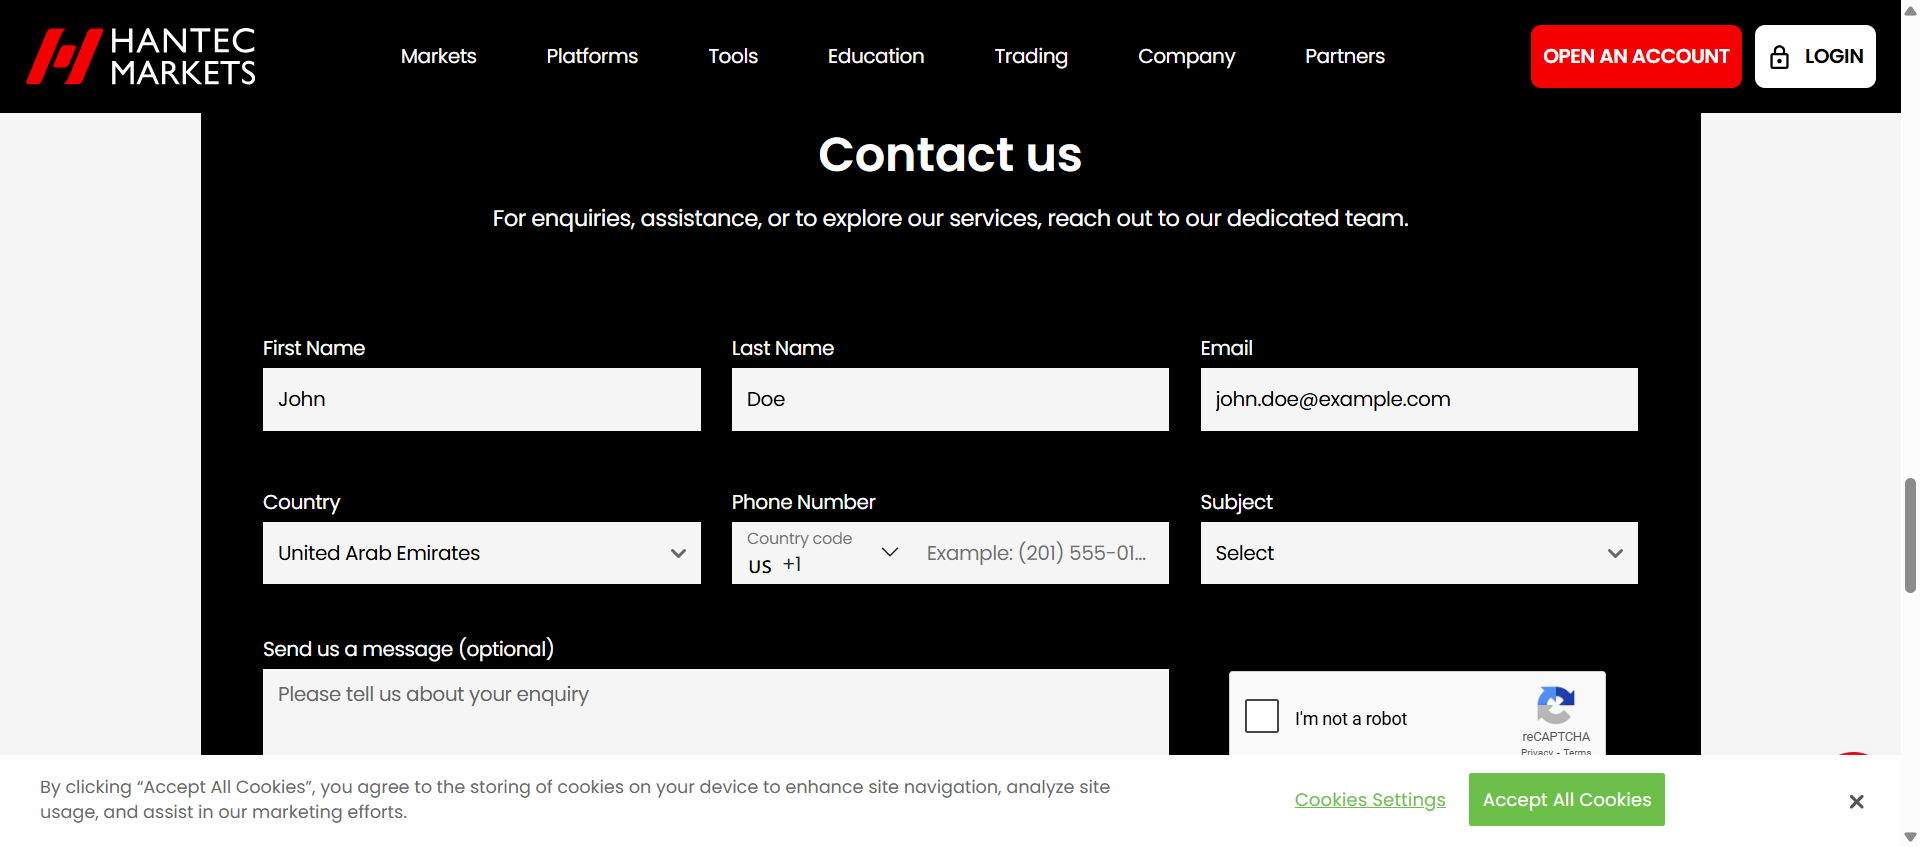 HANTEC
MARKETS
Markets
Platforms
Tools
Education
Trading
Company
Partners
OPEN AN ACCOUNT
LOGIN
Contact us
For enquiries, assistance, or to explore our services, reach out to our dedicated team.
First Name
Last Name
Email
John
Doe
john.doe@example.com
Country
Phone Number
Subject
United Arab Emirates
Country code
US +1
Example: (201) 555-01...
Select
Send us a message (optional)
Please tell us about your enquiry
I'm not a robot
reCAPTCHA
Privacy - Terms
By clicking “Accept All Cookies”, you agree to the storing of cookies on your device to enhance site navigation, analyze site
usage, and assist in our marketing efforts.
Cookies Settings
Accept All Cookies